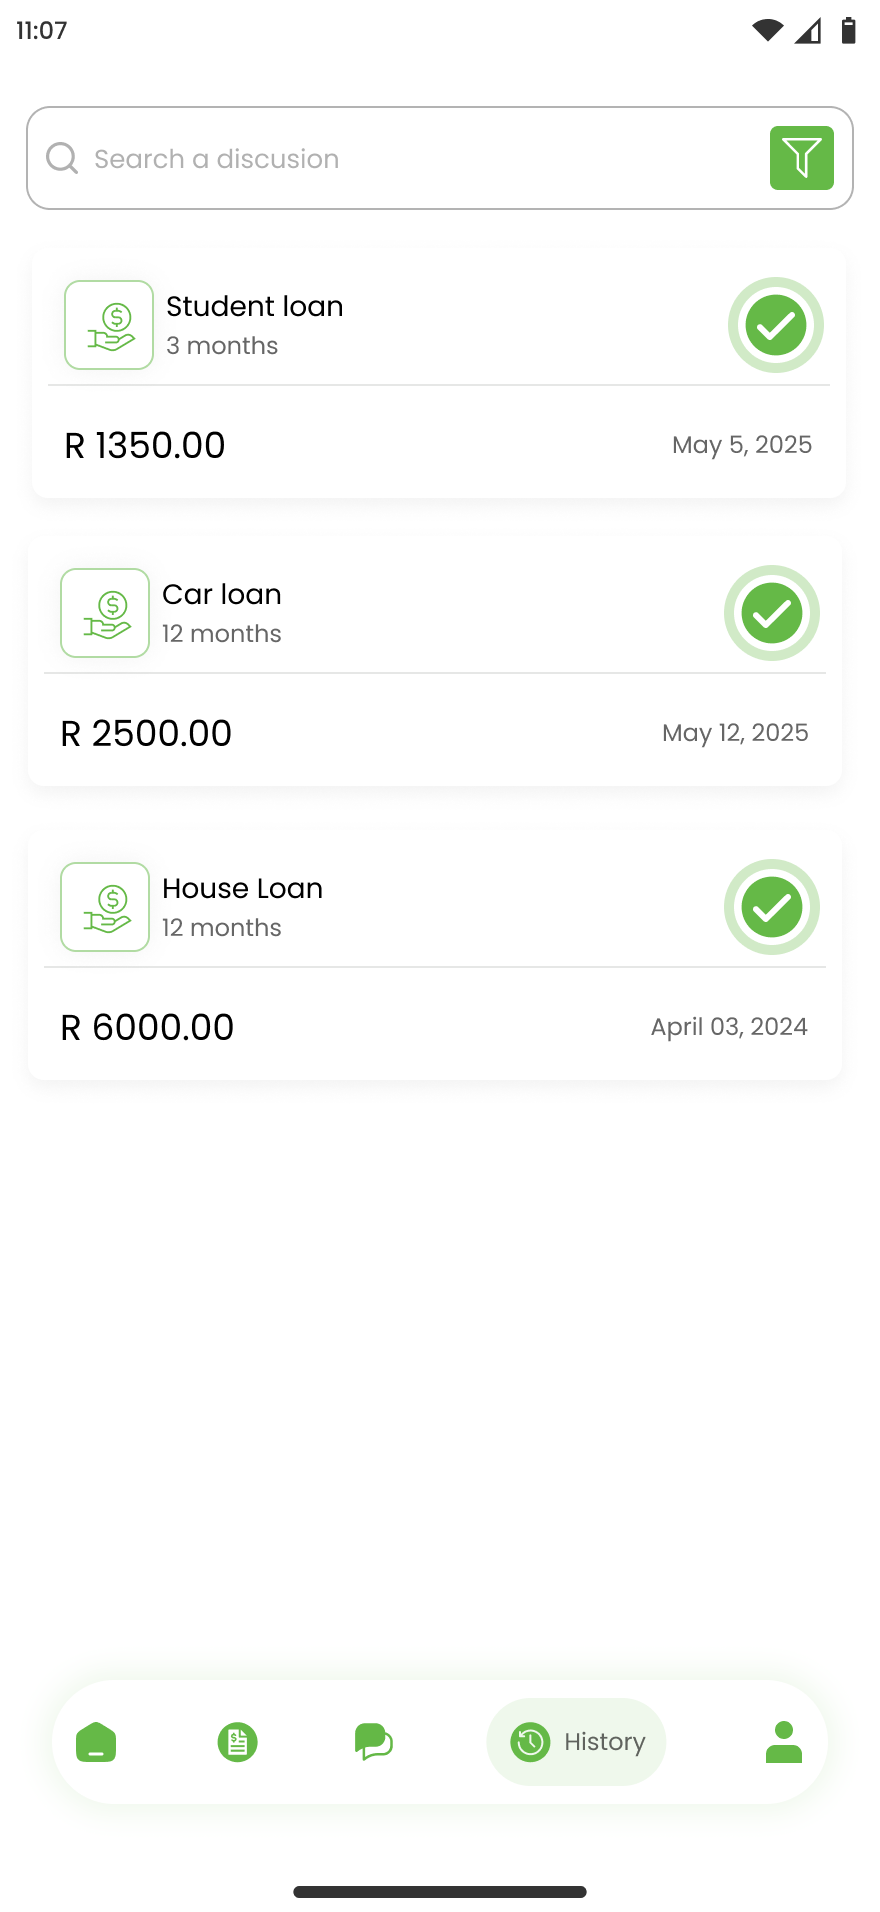 11:07
Search a discusion
Student loan
3 months
R 1350.00
May 5, 2025
Car loan
12 months
R 2500.00
May 12, 2025
House Loan
12 months
R 6000.00
April 03, 2024
History